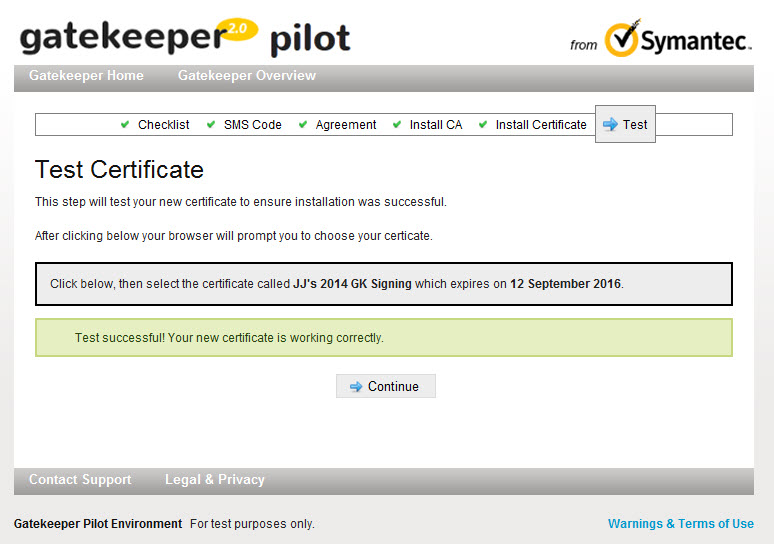 gatekeeper 2.0 pilot
from Symantec.
Gatekeeper Home Gatekeeper Overview
Checklist SMS Code Agreement Install CA Install Certificate Test
Test Certificate
This step will test your new certificate to ensure installation was successful.
After clicking below your browser will prompt you to choose your certicate.
Click below, then select the certificate called JJ's 2014 GK Signing which expires on 12 September 2016.
Test successful! Your new certificate is working correctly.
Continue
Contact Support Legal & Privacy
Gatekeeper Pilot Environment For test purposes only.
Warnings & Terms of Use